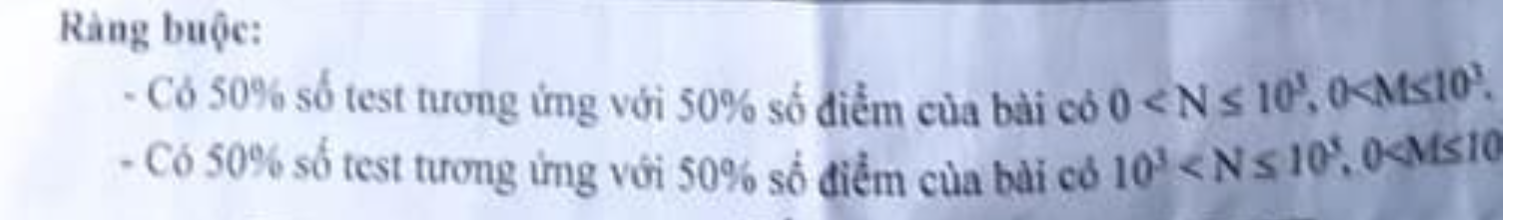 Ràng buộc:
- Có 50% số test tương ứng với 50% số điểm của bài có 0 < N ≤ 10³, 0<M≤10³.
- Có 50% số test tương ứng với 50% số điểm của bài có 10³ < N ≤ 10⁵, 0<M≤10